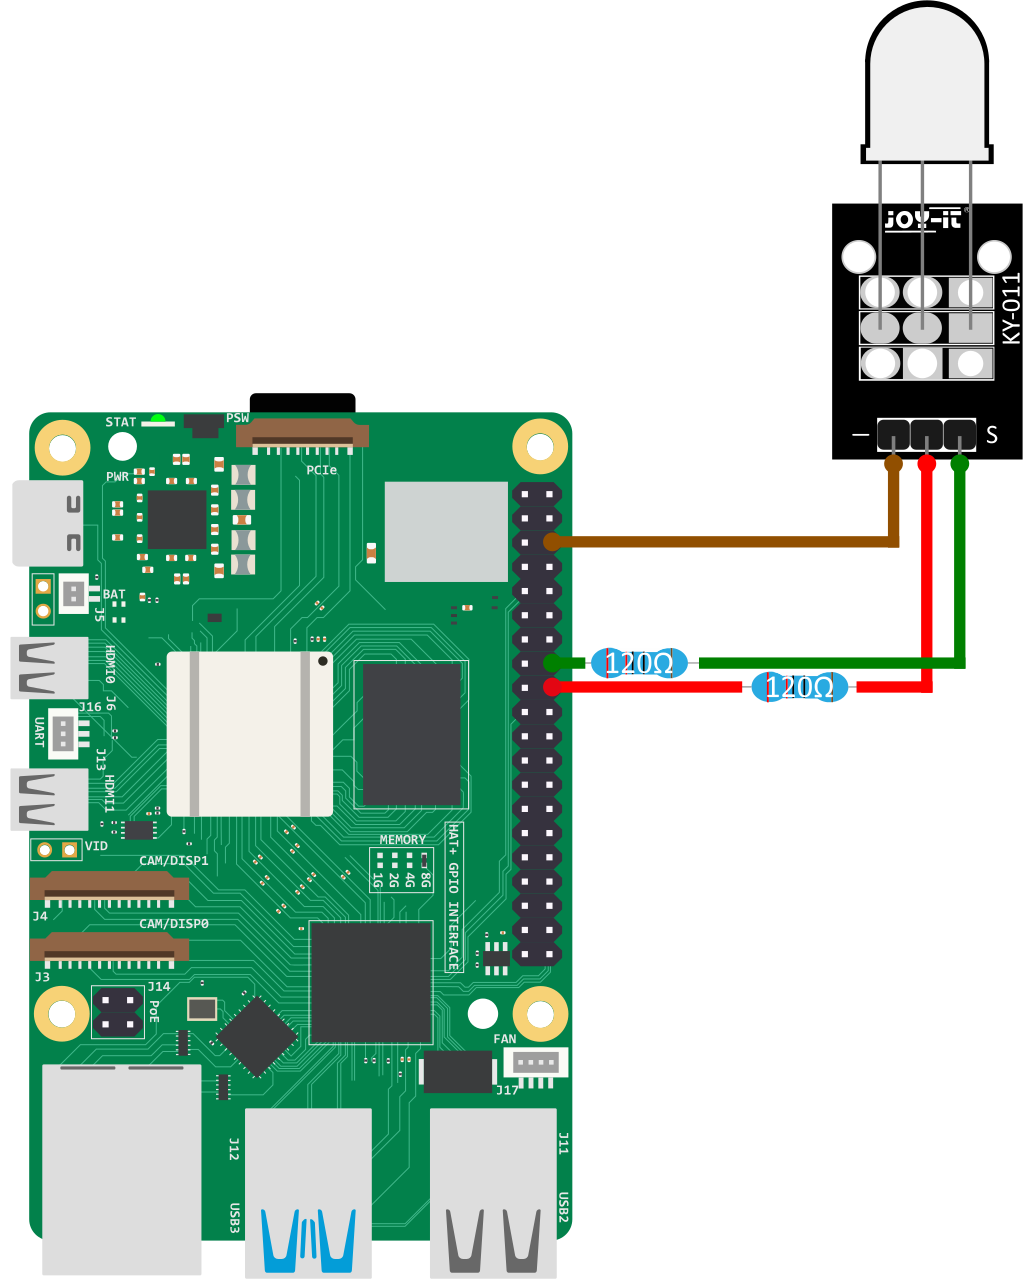 JOY-iT
®
KY-011
–
S
STAT
PSW
PCIe
PWR
BAT
J5
HDMI0
J6
J16
UART
J13
HDMI1
VID
CAM/DISP1
J4
CAM/DISP0
J3
J14
PoE
MEMORY
1G
2G
4G
8G
HAT+ GPIO INTERFACE
120Ω
120Ω
FAN
J17
J12
USB3
J11
USB2